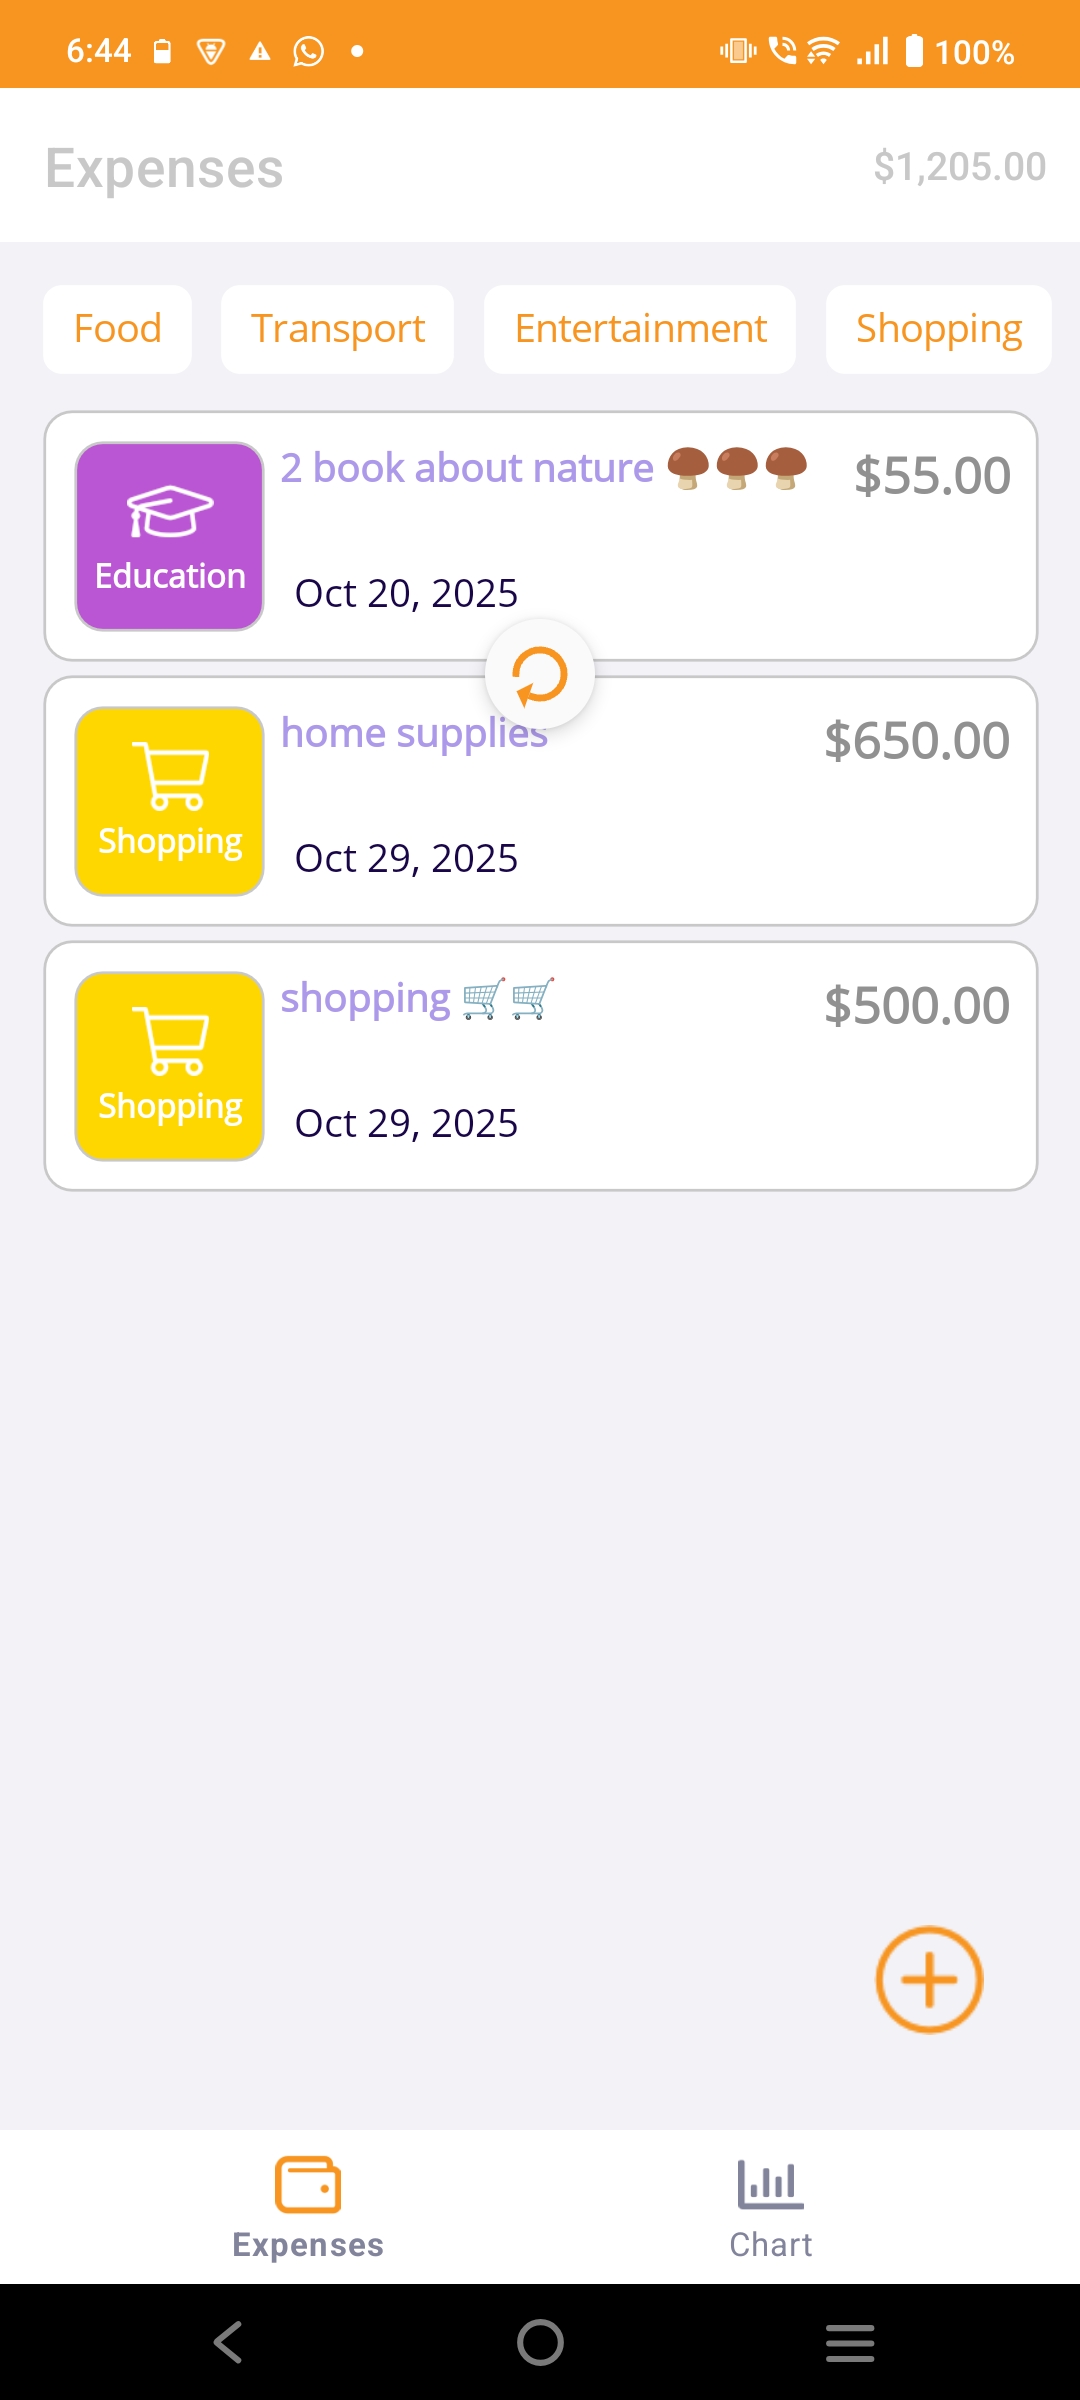 6:44
100%
Expenses
$1,205.00
Food Transport Entertainment Shopping
2 book about nature 🍄‍🟫🍄‍🟫🍄‍🟫 $55.00
Education
Oct 20, 2025
home supplies $650.00
Shopping
Oct 29, 2025
shopping 🛒🛒 $500.00
Shopping
Oct 29, 2025
Expenses
Chart